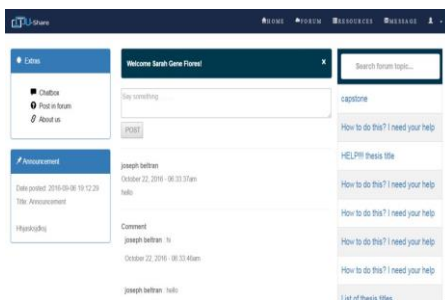 U-Share
HOME FORUM RESOURCES MESSAGE
Extras
Chatbox
Post in forum
About us
Announcement
Date posted: 2016-09-06 19:12:29
Title: Announcement
Welcome Sarah Gene Flores! x
Say something . . . .
POST
joseph beltran
October 22, 2016 - 06:33:37am
hello
Comment
joseph beltran : hi
October 22, 2016 - 06:33:46am
joseph beltran : hello
Search forum topic...
capstone
How to do this? I need your help
HELP!!! thesis title
How to do this? I need your help
How to do this? I need your help
How to do this? I need your help
How to do this? I need your help
List of thesis titles